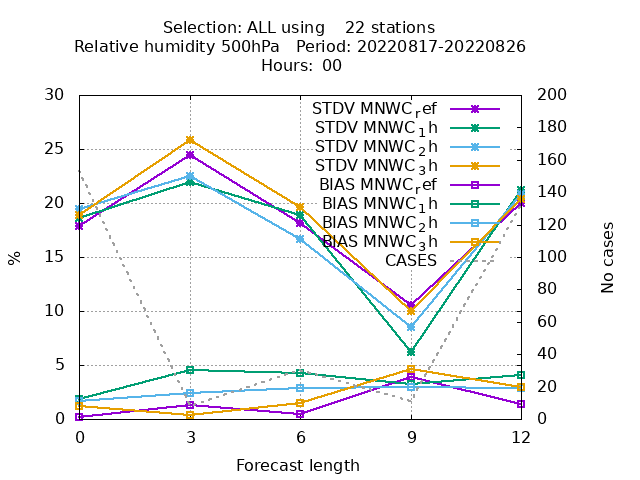 Selection: ALL using 22 stations
Relative humidity 500hPa Period: 20220817-20220826
Hours: 00
30
25
20
15
10
5
0
%
200
180
160
140
120
100
80
60
40
20
0
No cases
STDV MNWC_ref
STDV MNWC_1h
STDV MNWC_2h
STDV MNWC_3h
BIAS MNWC_ref
BIAS MNWC_1h
BIAS MNWC_2h
BIAS MNWC_3h
CASES
0 3 6 9 12
Forecast length